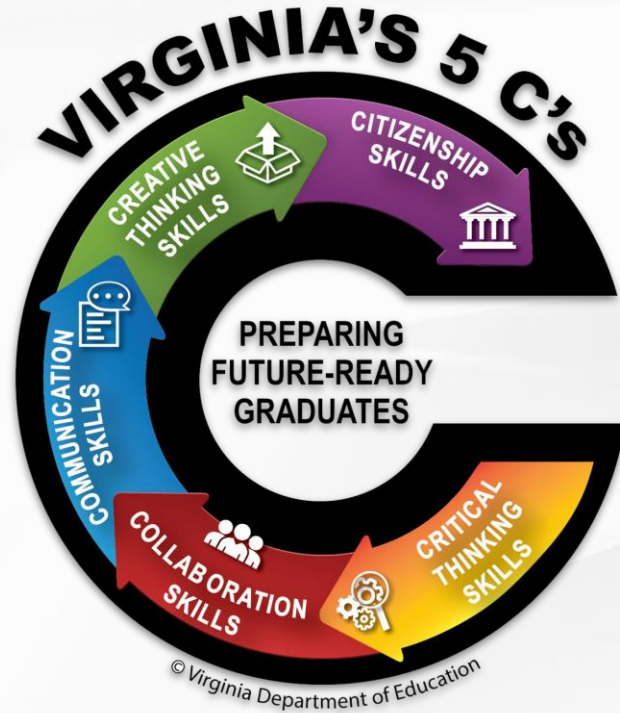 VIRGINIA'S 5 C's
CREATIVE
THINKING
SKILLS
CITIZENSHIP
SKILLS
COMMUNICATION
SKILLS
PREPARING
FUTURE-READY
GRADUATES
COLLABORATION
SKILLS
CRITICAL
THINKING
SKILLS
© Virginia Department of Education